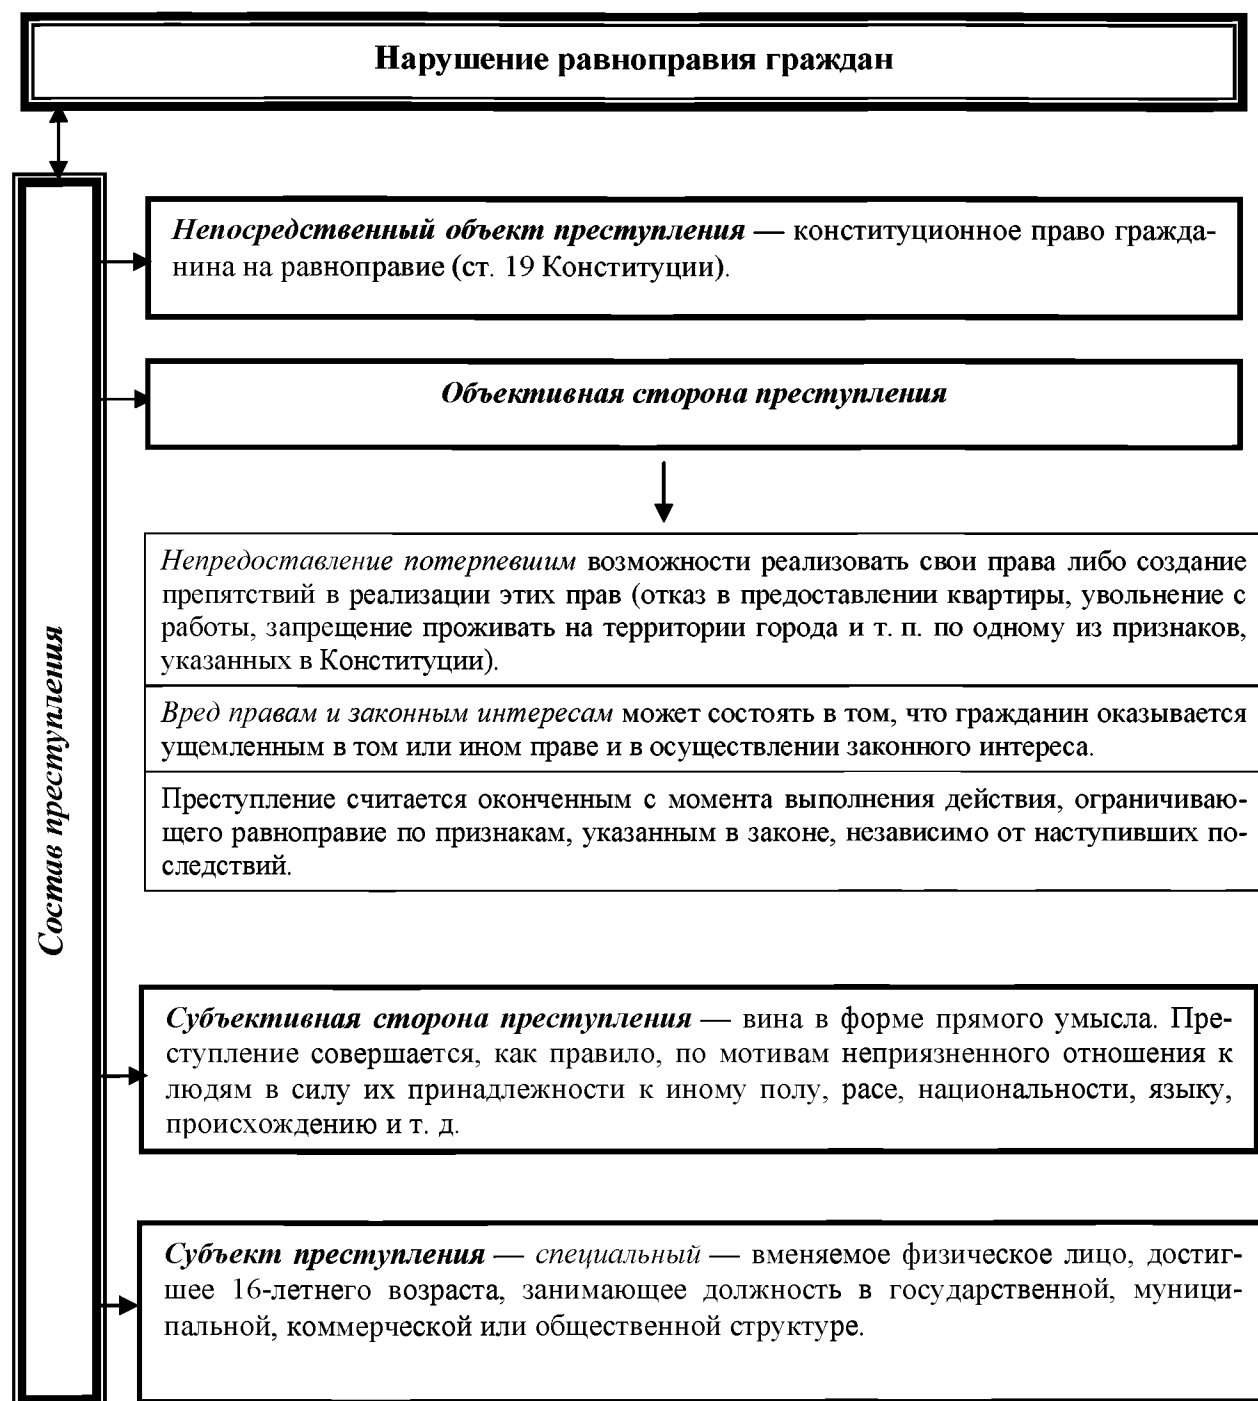 Нарушение равноправия граждан
Состав преступления
Непосредственный объект преступления — конституционное право гражда-
нина на равноправие (ст. 19 Конституции).
Объективная сторона преступления
Непредоставление потерпевшим возможности реализовать свои права либо создание
препятствий в реализации этих прав (отказ в предоставлении квартиры, увольнение с
работы, запрещение проживать на территории города и т. п. по одному из признаков,
указанных в Конституции).
Вред правам и законным интересам может состоять в том, что гражданин оказывается
ущемленным в том или ином праве и в осуществлении законного интереса.
Преступление считается оконченным с момента выполнения действия, ограничиваю-
щего равноправие по признакам, указанным в законе, независимо от наступивших по-
следствий.
Субъективная сторона преступления — вина в форме прямого умысла. Пре-
ступление совершается, как правило, по мотивам неприязненного отношения к
людям в силу их принадлежности к иному полу, расе, национальности, языку,
происхождению и т. д.
Субъект преступления — специальный — вменяемое физическое лицо, достиг-
шее 16-летнего возраста, занимающее должность в государственной, муници-
пальной, коммерческой или общественной структуре.